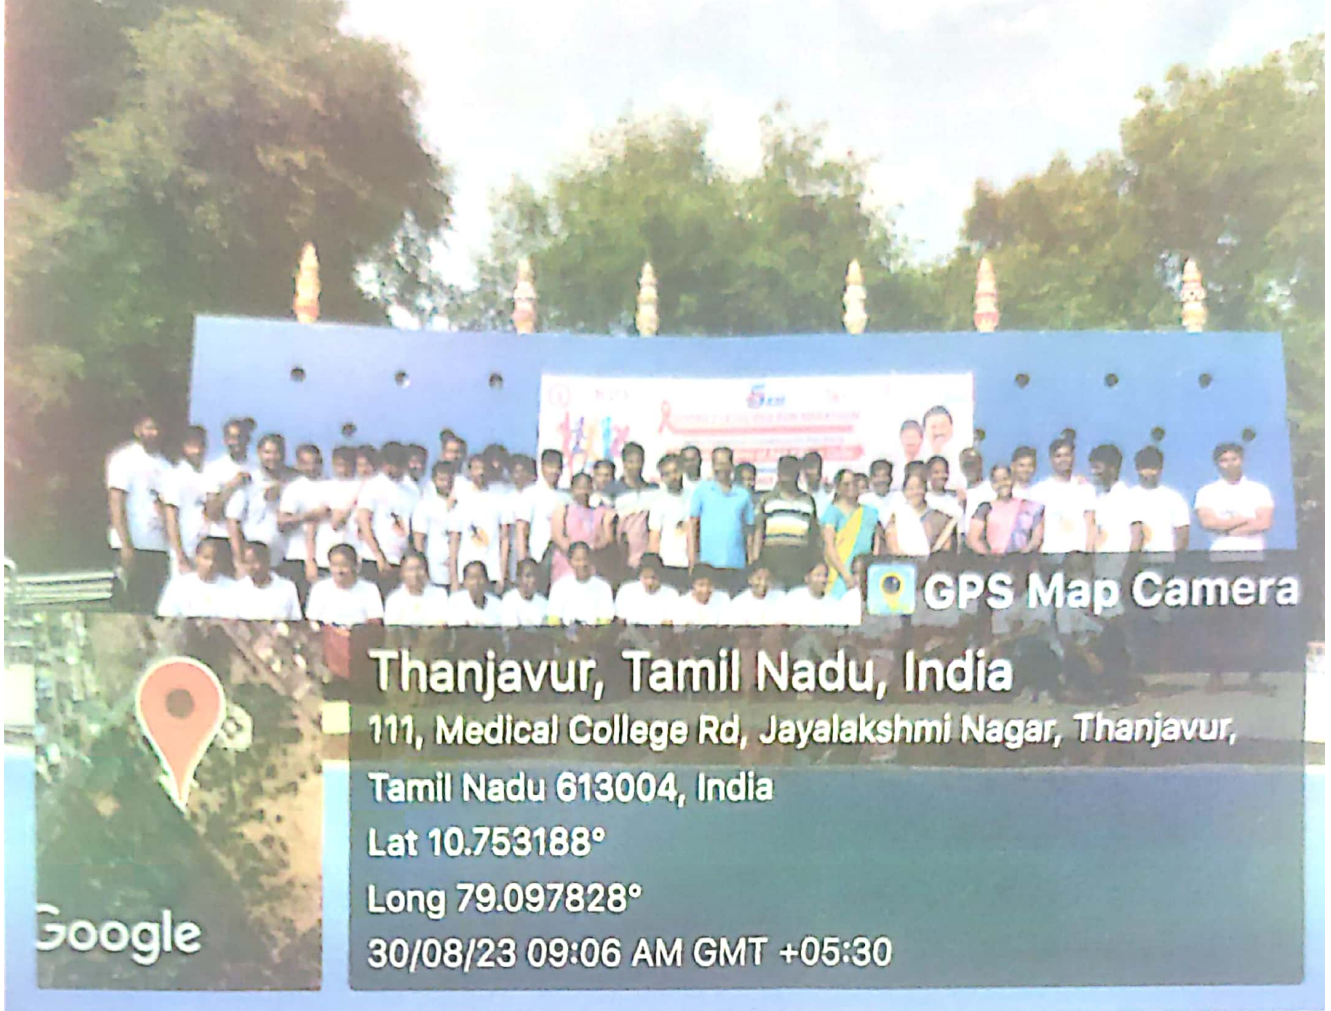 GPS Map Camera
Thanjavur, Tamil Nadu, India
111, Medical College Rd, Jayalakshmi Nagar, Thanjavur,
Tamil Nadu 613004, India
Lat 10.753188°
Long 79.097828°
30/08/23 09:06 AM GMT +05:30
Google